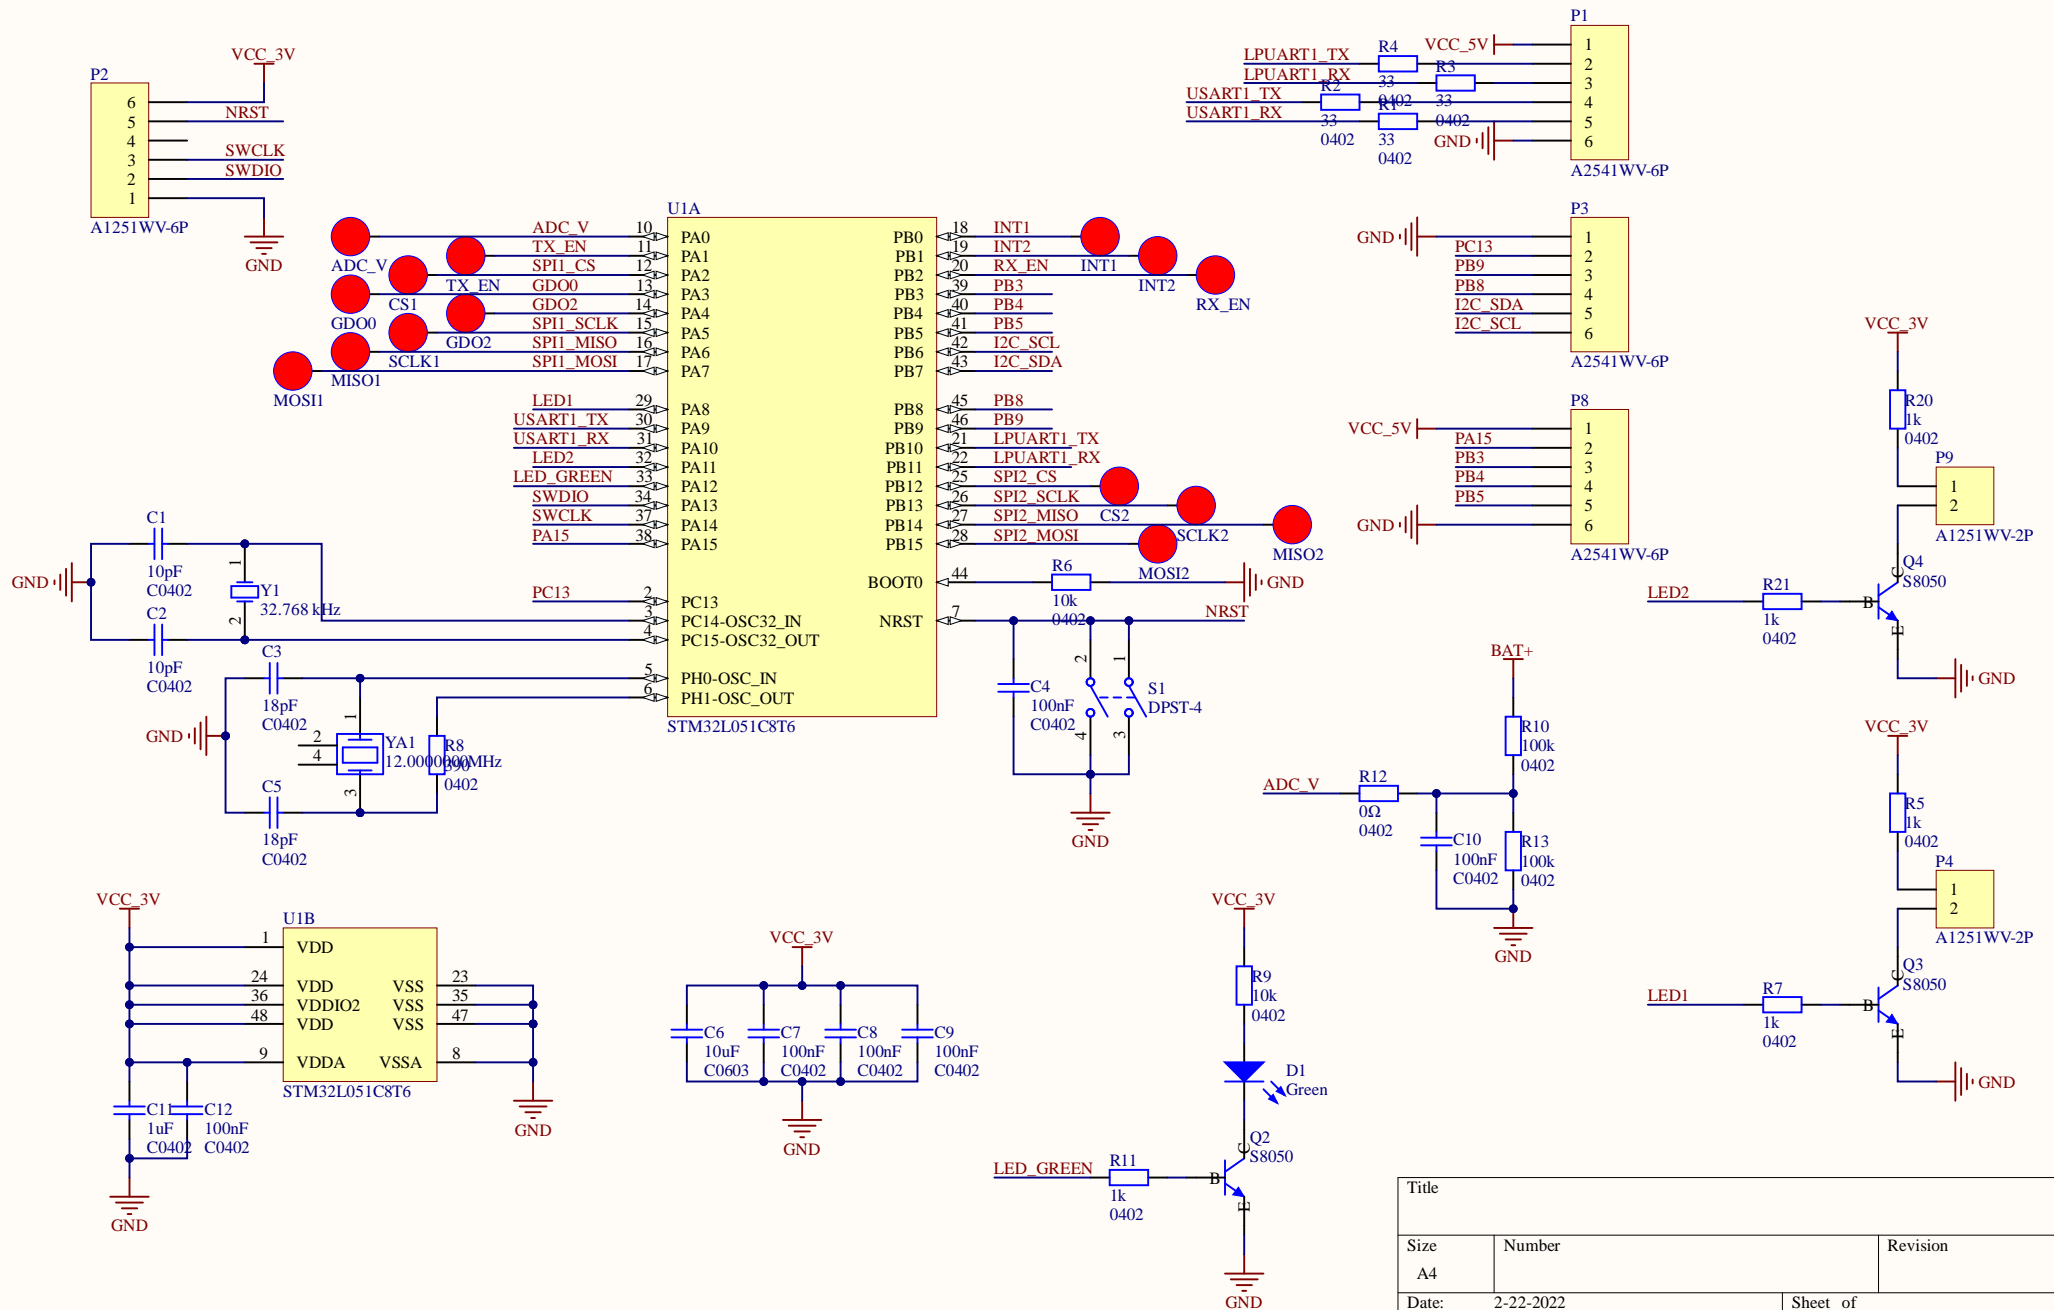 P2
VCC_3V
6
5
NRST
4
3
SWCLK
2
SWDIO
1
A1251WV-6P
GND
P1
VCC_5V
1
LPUART1_TX
R4
33
0402
2
LPUART1_RX
R3
33
0402
3
USART1_TX
R2
33
0402
4
USART1_RX
R1
33
0402
5
GND
6
A2541WV-6P
U1A
ADC_V 10 PA0
TX_EN 11 PA1
SPI1_CS 12 PA2
GDO0 13 PA3
GDO2 14 PA4
SPI1_SCLK 15 PA5
SPI1_MISO 16 PA6
SPI1_MOSI 17 PA7
LED1 29 PA8
USART1_TX 30 PA9
USART1_RX 31 PA10
LED2 32 PA11
LED_GREEN 33 PA12
SWDIO 34 PA13
SWCLK 37 PA14
PA15 38 PA15
PC13 2 PC13
3 PC14-OSC32_IN
4 PC15-OSC32_OUT
5 PH0-OSC_IN
6 PH1-OSC_OUT
STM32L051C8T6
PB0 18 INT1
PB1 19 INT2
PB2 20 RX_EN
PB3 39 PB3
PB4 40 PB4
PB5 41 PB5
PB6 42 I2C_SCL
PB7 43 I2C_SDA
PB8 45 PB8
PB9 46 PB9
PB10 21 LPUART1_TX
PB11 22 LPUART1_RX
PB12 25 SPI2_CS
PB13 26 SPI2_SCLK
PB14 27 SPI2_MISO
PB15 28 SPI2_MOSI
BOOT0 44
NRST 7 NRST
ADC_V
TX_EN
CS1
GDO0
GDO2
SCLK1
MISO1
MOSI1
INT1
INT2
RX_EN
CS2
SCLK2
MISO2
MOSI2
R6
10k
0402
GND
C4
100nF
C0402
2
1
4
3
S1
DPST-4
GND
P3
GND
1
PC13
2
PB9
3
PB8
4
I2C_SDA
5
I2C_SCL
6
A2541WV-6P
P8
VCC_5V
1
PA15
2
PB3
3
PB4
4
PB5
5
GND
6
A2541WV-6P
VCC_3V
R20
1k
0402
P9
1
2
A1251WV-2P
LED2
R21
1k
0402
B
C
E
Q4
S8050
GND
C1
10pF
C0402
GND
1
Y1
32.768 kHz
2
C2
10pF
C0402
C3
18pF
C0402
GND
1
2
4
YA1
12.0000000MHz
3
R8
390
0402
C5
18pF
C0402
BAT+
R10
100k
0402
ADC_V
R12
0Ω
0402
C10
100nF
C0402
R13
100k
0402
GND
VCC_3V
R5
1k
0402
P4
1
2
A1251WV-2P
LED1
R7
1k
0402
B
C
E
Q3
S8050
GND
VCC_3V
U1B
1 VDD
24 VDD
36 VDDIO2
48 VDD
9 VDDA
VSS 23
VSS 35
VSS 47
VSSA 8
STM32L051C8T6
C11
1uF
C0402
C12
100nF
C0402
GND
GND
VCC_3V
C6
10uF
C0603
C7
100nF
C0402
C8
100nF
C0402
C9
100nF
C0402
GND
VCC_3V
R9
10k
0402
D1
Green
LED_GREEN
R11
1k
0402
B
C
E
Q2
S8050
GND
Title
Size
A4
Number
Revision
Date:
2-22-2022
Sheet of